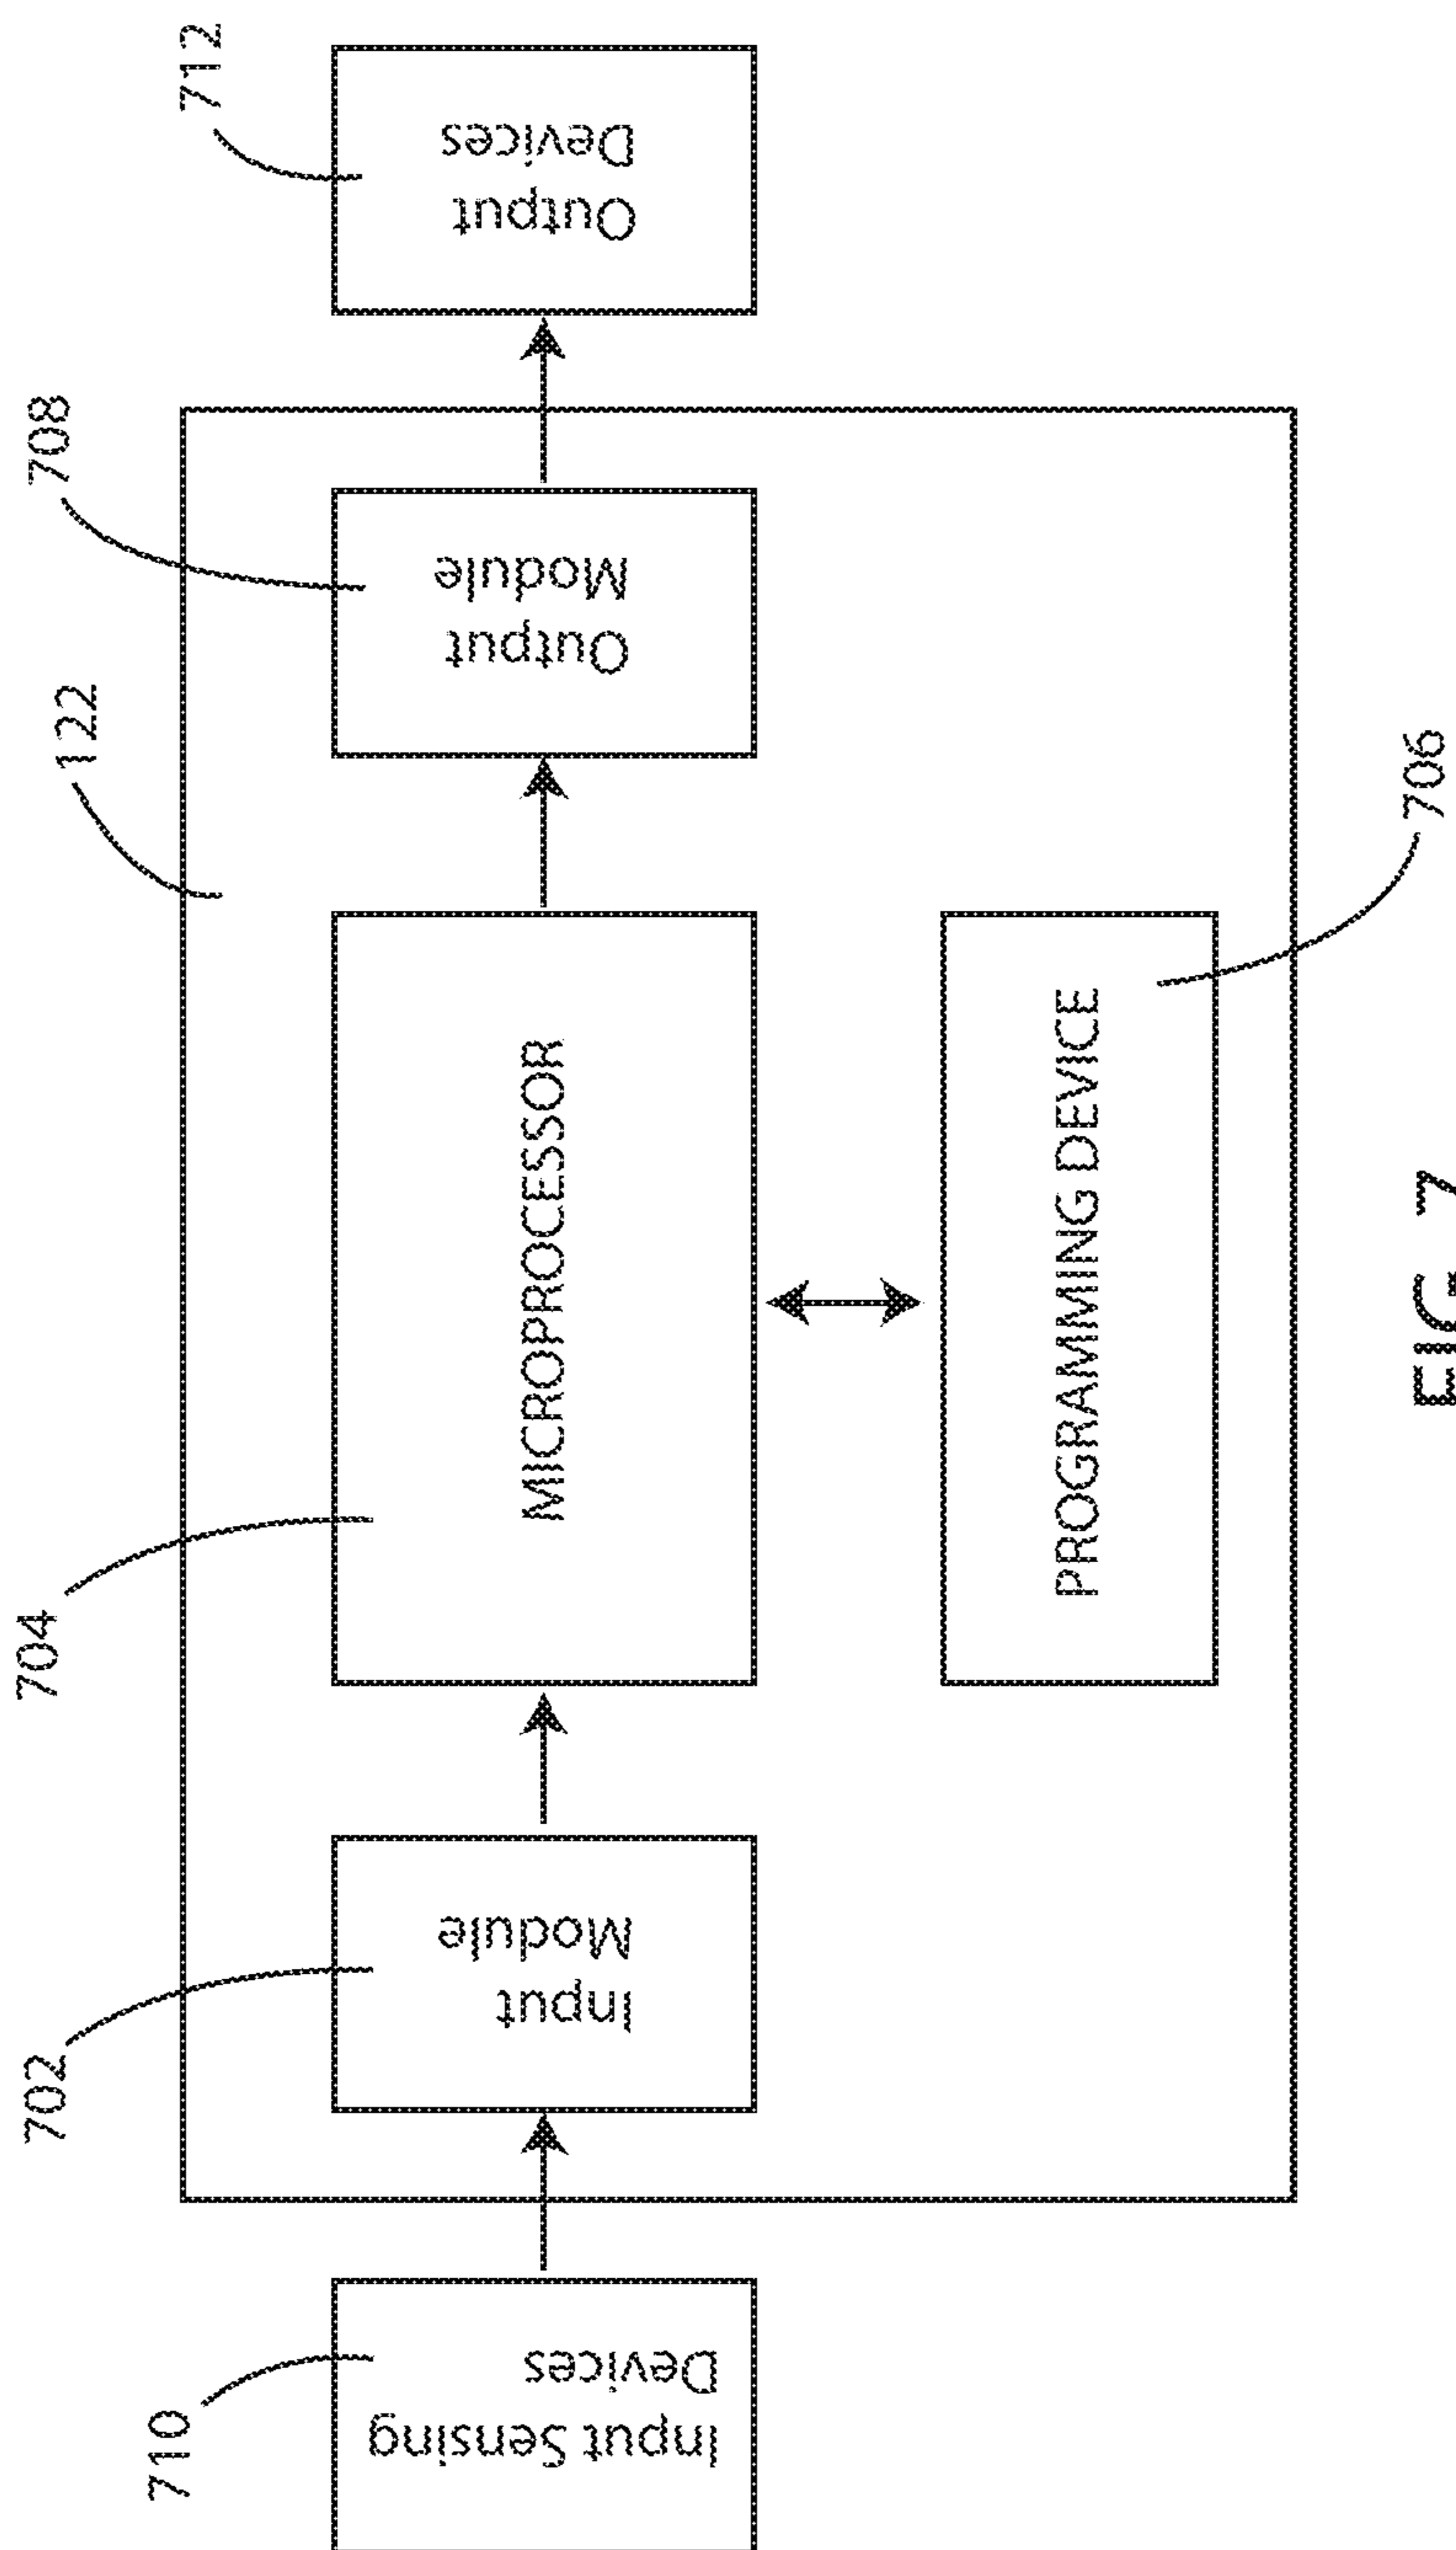 710
Input Sensing
Devices
702
Input
Module
704
MICROPROCESSOR
122
708
Output
Module
712
Output
Devices
PROGRAMMING DEVICE
706
FIG. 7